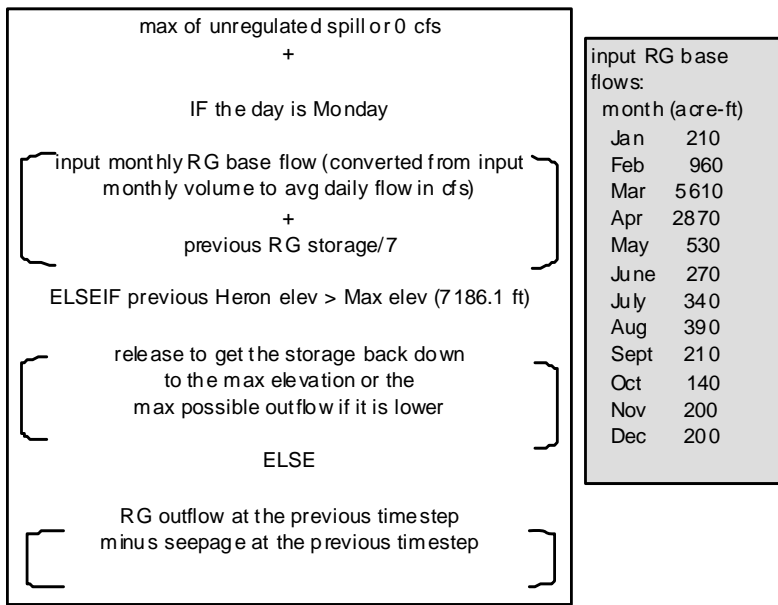 max of unregulated spill or 0 cfs
+
IF the day is Monday
input monthly RG base flow (converted from input
monthly volume to avg daily flow in cfs)
+
previous RG storage/7
ELSEIF previous Heron elev > Max elev (7186.1 ft)
release to get the storage back down
to the max elevation or the
max possible outflow if it is lower
ELSE
RG outflow at the previous timestep
minus seepage at the previous timestep
input RG base
flows:
month (acre-ft)
Jan 210
Feb 960
Mar 5610
Apr 2870
May 530
June 270
July 340
Aug 390
Sept 210
Oct 140
Nov 200
Dec 200